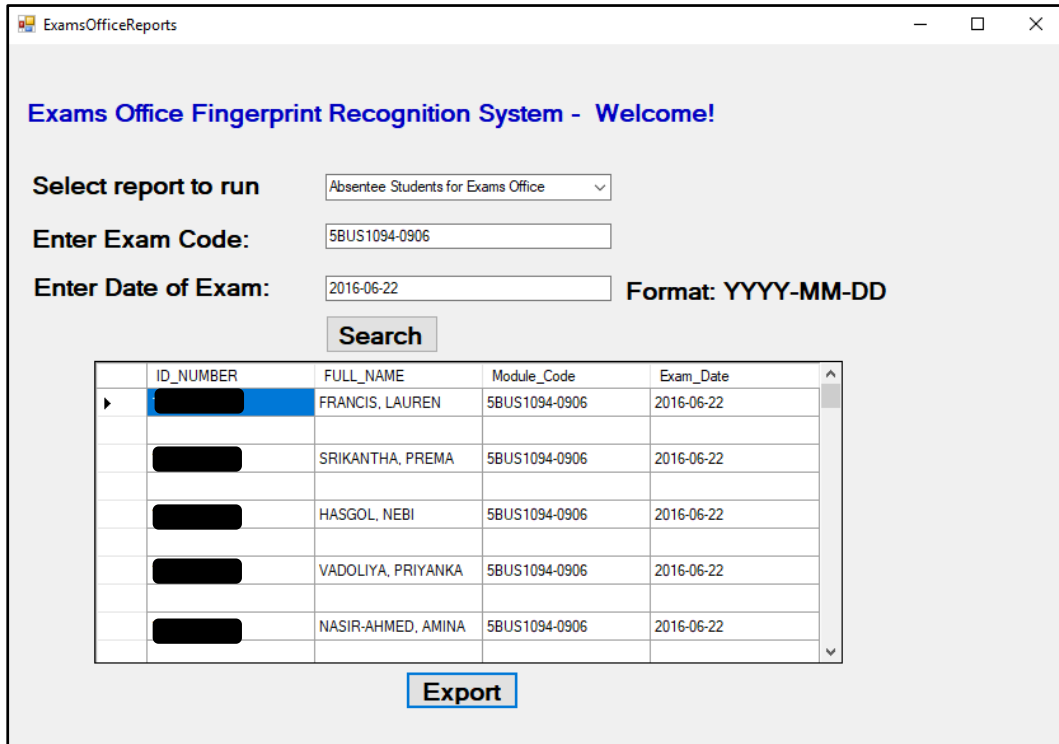 ExamsOfficeReports
Exams Office Fingerprint Recognition System - Welcome!
Select report to run Absentee Students for Exams Office
Enter Exam Code: 5BUS1094-0906
Enter Date of Exam: 2016-06-22 Format: YYYY-MM-DD
Search
ID_NUMBER FULL_NAME Module_Code Exam_Date
FRANCIS, LAUREN 5BUS1094-0906 2016-06-22
SRIKANTHA, PREMA 5BUS1094-0906 2016-06-22
HASGOL, NEBI 5BUS1094-0906 2016-06-22
VADOLIYA, PRIYANKA 5BUS1094-0906 2016-06-22
NASIR-AHMED, AMINA 5BUS1094-0906 2016-06-22
Export